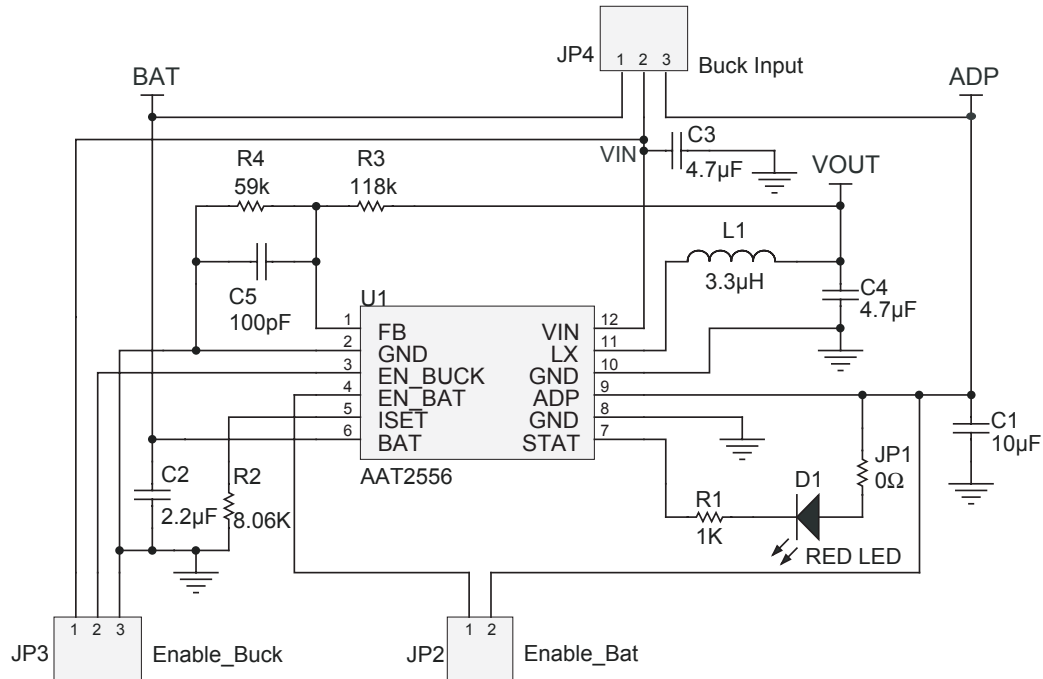 JP4
1 2 3
Buck Input
BAT
ADP
C3
4.7µF
VIN
VOUT
R4
59k
R3
118k
L1
3.3µH
C5
100pF
C4
4.7µF
U1
1 FB VIN 12
2 GND LX 11
3 EN_BUCK GND 10
4 EN_BAT ADP 9
5 ISET GND 8
6 BAT STAT 7
AAT2556
C1
10µF
JP1
0Ω
C2
2.2µF
R2
8.06K
D1
R1
1K
RED LED
JP3
1 2 3
Enable_Buck
JP2
1 2
Enable_Bat